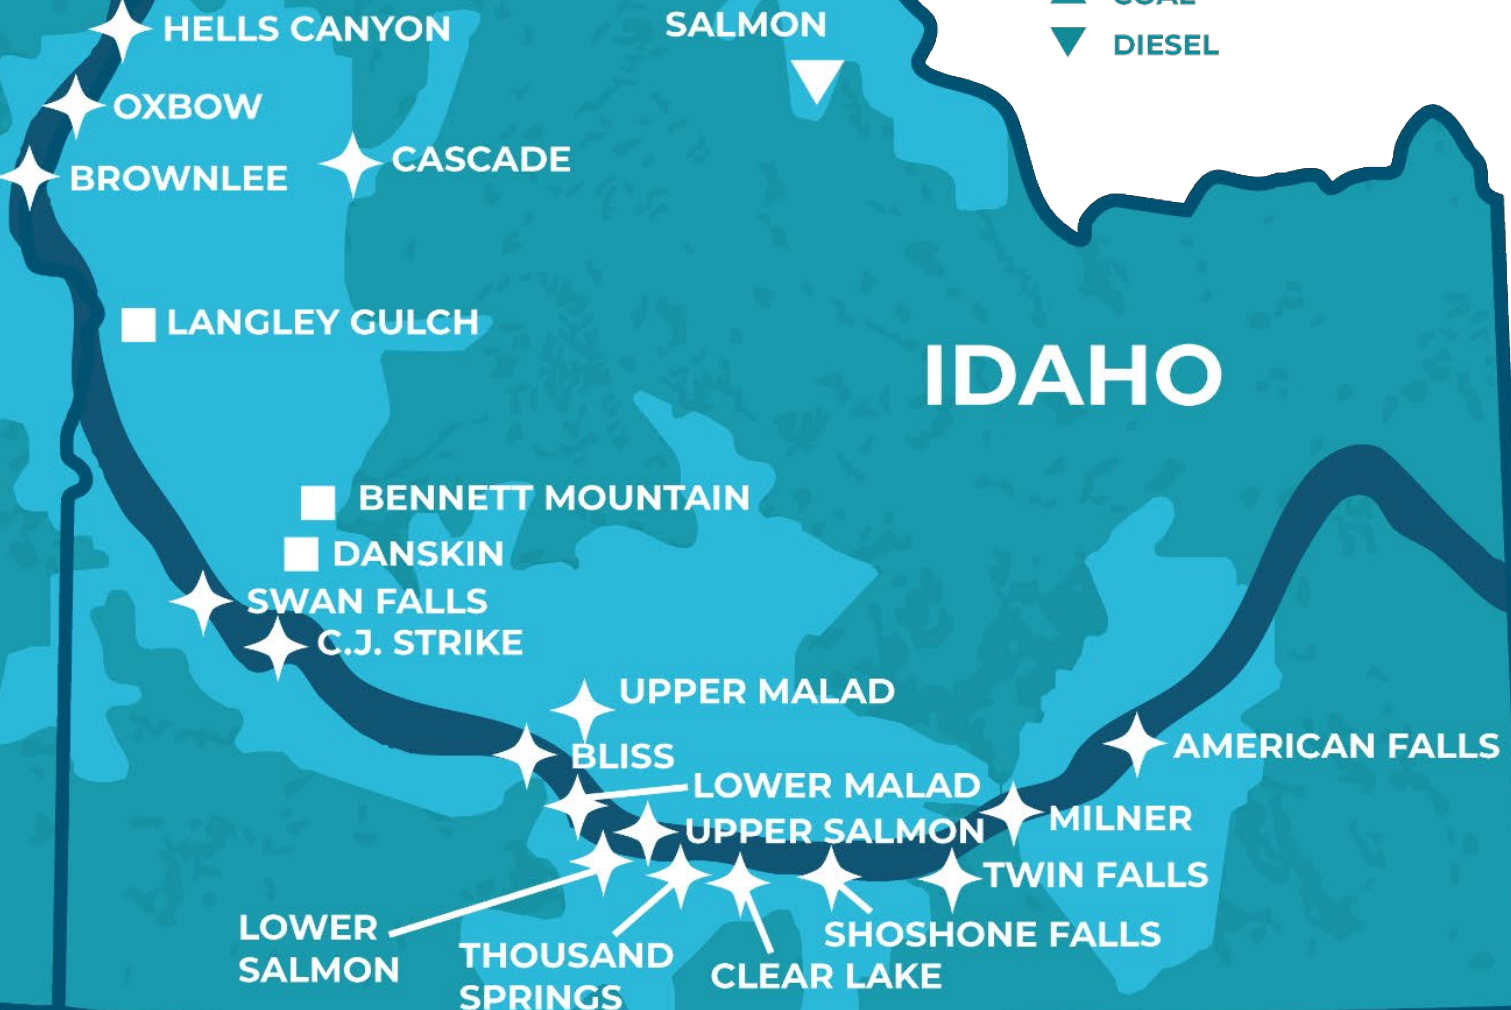 COAL
DIESEL
HELLS CANYON
SALMON
OXBOW
CASCADE
BROWNLEE
LANGLEY GULCH
IDAHO
BENNETT MOUNTAIN
DANSKIN
SWAN FALLS
C.J. STRIKE
UPPER MALAD
BLISS
AMERICAN FALLS
LOWER MALAD
UPPER SALMON
MILNER
TWIN FALLS
LOWER
SALMON
THOUSAND
SPRINGS
SHOSHONE FALLS
CLEAR LAKE